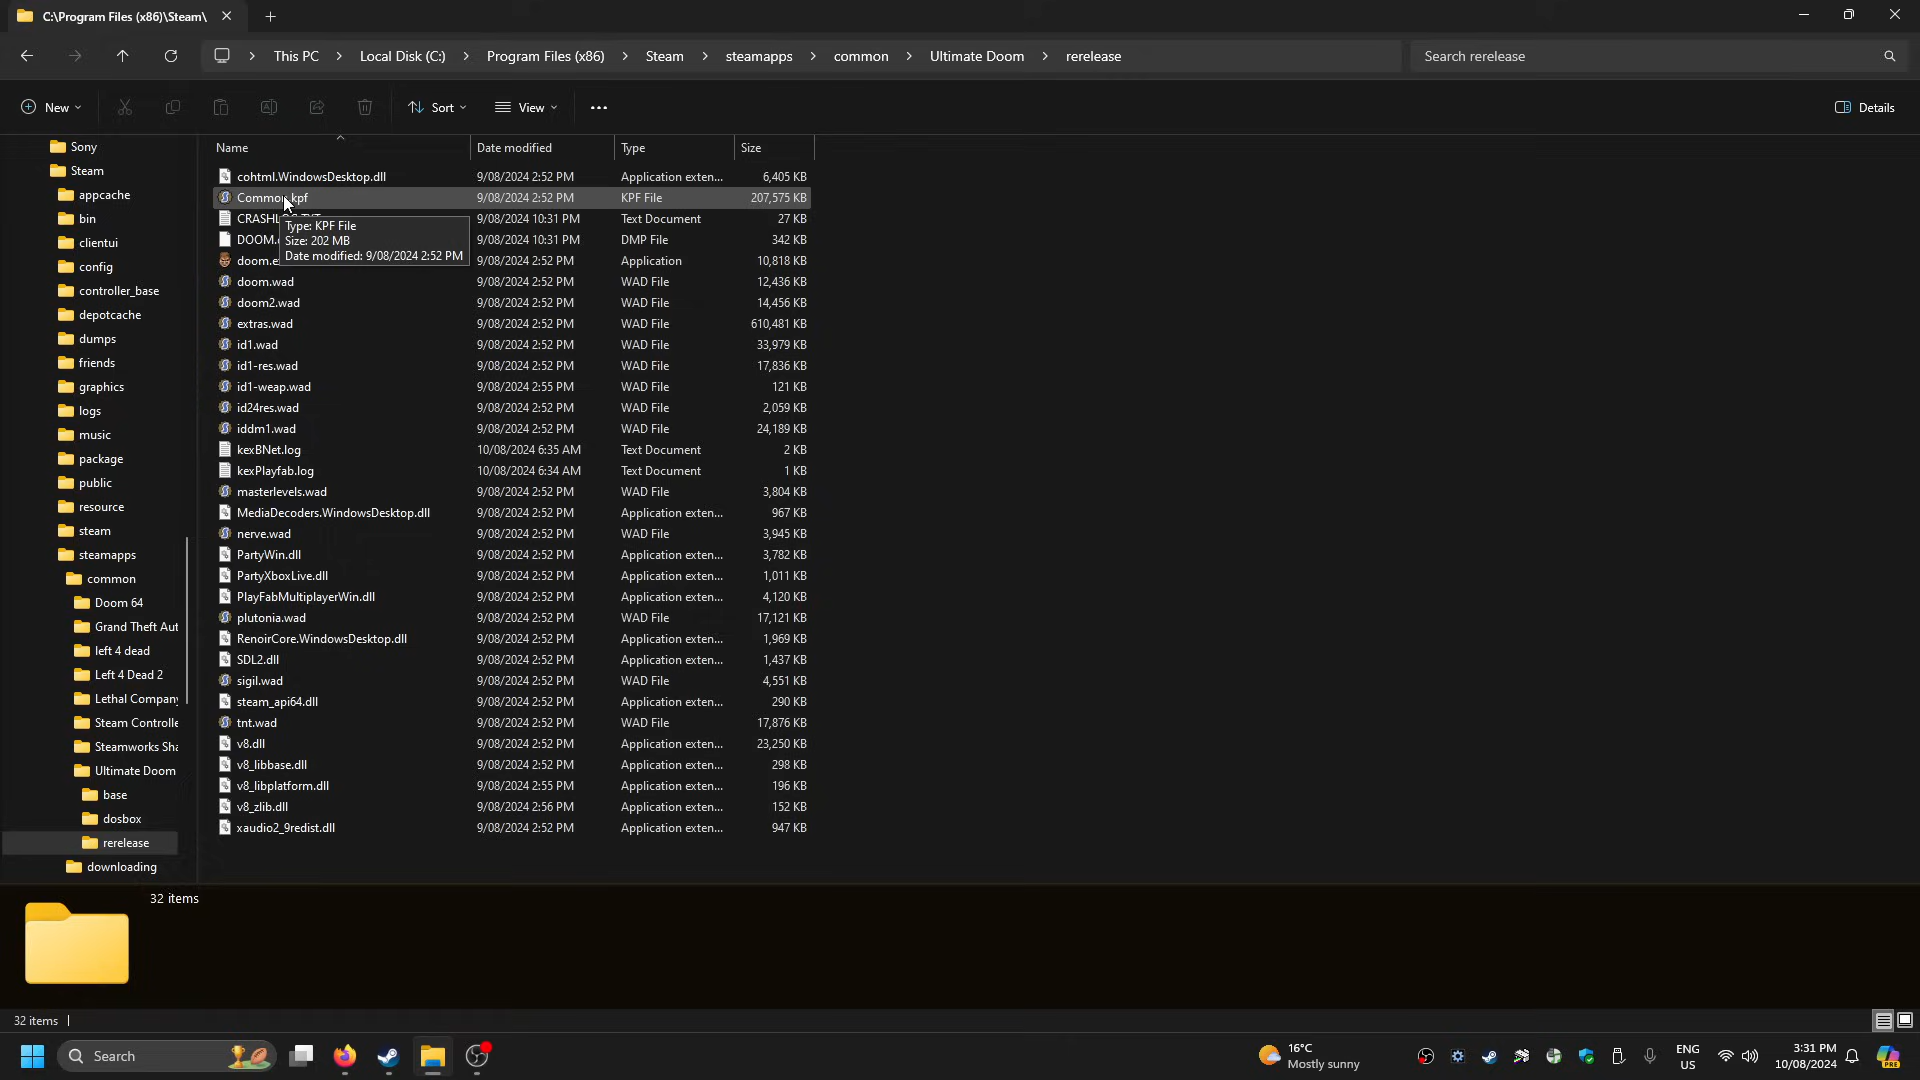 C:\Program Files (x86)\Steam\
This PC > Local Disk (C:) > Program Files (x86) > Steam > steamapps > common > Ultimate Doom > rerelease
Search rerelease
New
Sort
View
Details
Name Date modified Type Size
Sony
Steam
appcache
bin
clientui
config
controller_base
depotcache
dumps
friends
graphics
logs
music
package
public
resource
steam
steamapps
common
Doom 64
Grand Theft Aut
left 4 dead
Left 4 Dead 2
Lethal Company
Steam Controlle
Steamworks Sha
Ultimate Doom
base
dosbox
rerelease
downloading
cohtml.WindowsDesktop.dll 9/08/2024 2:52 PM Application exten... 6,405 KB
Common.kpf 9/08/2024 2:52 PM KPF File 207,575 KB
CRASHLOG.TXT 9/08/2024 10:31 PM Text Document 27 KB
DOOM. 9/08/2024 10:31 PM DMP File 342 KB
doom.e 9/08/2024 2:52 PM Application 10,818 KB
Type: KPF File
Size: 202 MB
Date modified: 9/08/2024 2:52 PM
doom.wad 9/08/2024 2:52 PM WAD File 12,436 KB
doom2.wad 9/08/2024 2:52 PM WAD File 14,456 KB
extras.wad 9/08/2024 2:52 PM WAD File 610,481 KB
id1.wad 9/08/2024 2:52 PM WAD File 33,979 KB
id1-res.wad 9/08/2024 2:52 PM WAD File 17,836 KB
id1-weap.wad 9/08/2024 2:55 PM WAD File 121 KB
id24res.wad 9/08/2024 2:52 PM WAD File 2,059 KB
iddm1.wad 9/08/2024 2:52 PM WAD File 24,189 KB
kexBNet.log 10/08/2024 6:35 AM Text Document 2 KB
kexPlayfab.log 10/08/2024 6:34 AM Text Document 1 KB
masterlevels.wad 9/08/2024 2:52 PM WAD File 3,804 KB
MediaDecoders.WindowsDesktop.dll 9/08/2024 2:52 PM Application exten... 967 KB
nerve.wad 9/08/2024 2:52 PM WAD File 3,945 KB
PartyWin.dll 9/08/2024 2:52 PM Application exten... 3,782 KB
PartyXboxLive.dll 9/08/2024 2:52 PM Application exten... 1,011 KB
PlayFabMultiplayerWin.dll 9/08/2024 2:52 PM Application exten... 4,120 KB
plutonia.wad 9/08/2024 2:52 PM WAD File 17,121 KB
RenoirCore.WindowsDesktop.dll 9/08/2024 2:52 PM Application exten... 1,969 KB
SDL2.dll 9/08/2024 2:52 PM Application exten... 1,437 KB
sigil.wad 9/08/2024 2:52 PM WAD File 4,551 KB
steam_api64.dll 9/08/2024 2:52 PM Application exten... 290 KB
tnt.wad 9/08/2024 2:52 PM WAD File 17,876 KB
v8.dll 9/08/2024 2:52 PM Application exten... 23,250 KB
v8_libbase.dll 9/08/2024 2:52 PM Application exten... 298 KB
v8_libplatform.dll 9/08/2024 2:55 PM Application exten... 196 KB
v8_zlib.dll 9/08/2024 2:56 PM Application exten... 152 KB
xaudio2_9redist.dll 9/08/2024 2:52 PM Application exten... 947 KB
32 items
32 items
Search
16°C
Mostly sunny
ENG
US
3:31 PM
10/08/2024
PRE